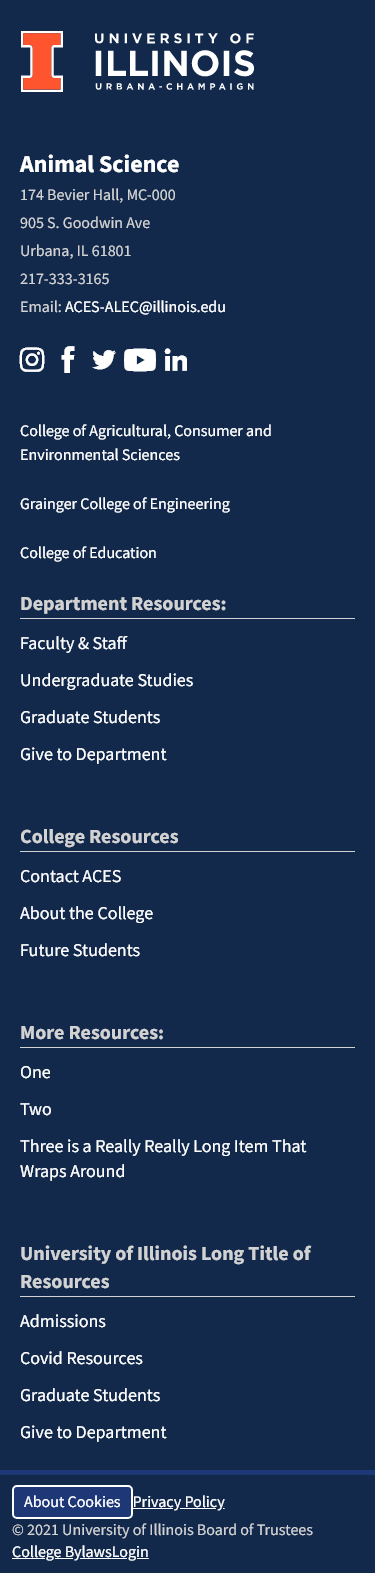 UNIVERSITY OF
ILLINOIS
URBANA-CHAMPAIGN
Animal Science
174 Bevier Hall, MC-000
905 S. Goodwin Ave
Urbana, IL 61801
217-333-3165
Email: ACES-ALEC@illinois.edu
College of Agricultural, Consumer and
Environmental Sciences
Grainger College of Engineering
College of Education
Department Resources:
Faculty & Staff
Undergraduate Studies
Graduate Students
Give to Department
College Resources
Contact ACES
About the College
Future Students
More Resources:
One
Two
Three is a Really Really Long Item That
Wraps Around
University of Illinois Long Title of
Resources
Admissions
Covid Resources
Graduate Students
Give to Department
About Cookies Privacy Policy
© 2021 University of Illinois Board of Trustees
College BylawsLogin